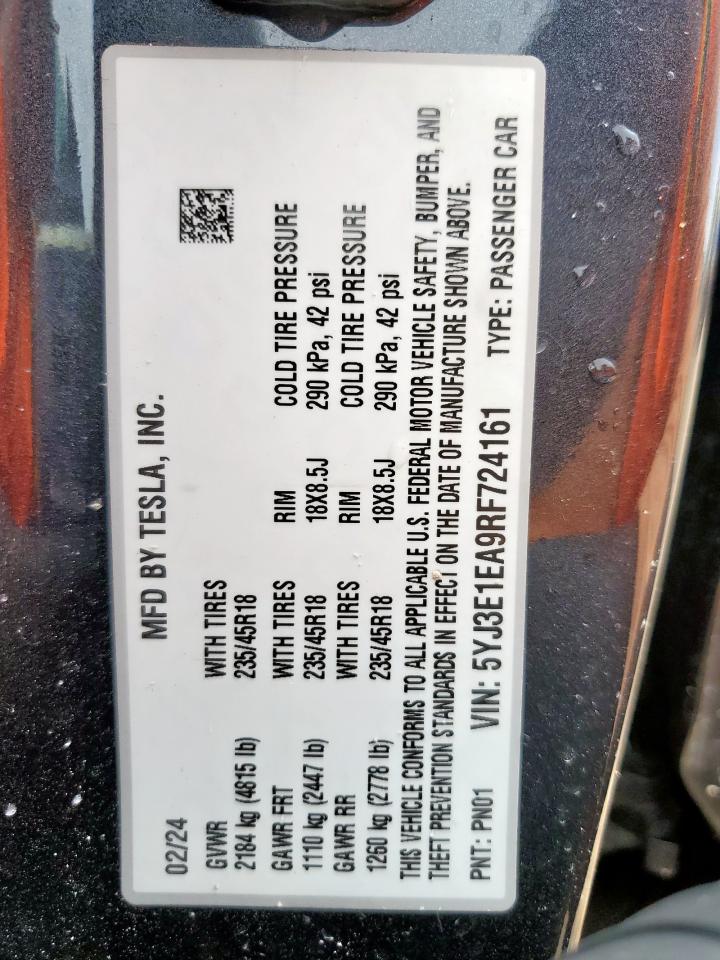 MFD BY TESLA, INC.
02/24
GVWR WITH TIRES
2184 kg (4815 lb) 235/45R18
GAWR FRT WITH TIRES RIM COLD TIRE PRESSURE
1110 kg (2447 lb) 235/45R18 18X8.5J 290 kPa, 42 psi
GAWR RR WITH TIRES RIM COLD TIRE PRESSURE
1260 kg (2778 lb) 235/45R18 18X8.5J 290 kPa, 42 psi
THIS VEHICLE CONFORMS TO ALL APPLICABLE U.S. FEDERAL MOTOR VEHICLE SAFETY, BUMPER, AND
THEFT PREVENTION STANDARDS IN EFFECT ON THE DATE OF MANUFACTURE SHOWN ABOVE.
PNT: PN01 VIN: 5YJ3E1EA9RF724161 TYPE: PASSENGER CAR